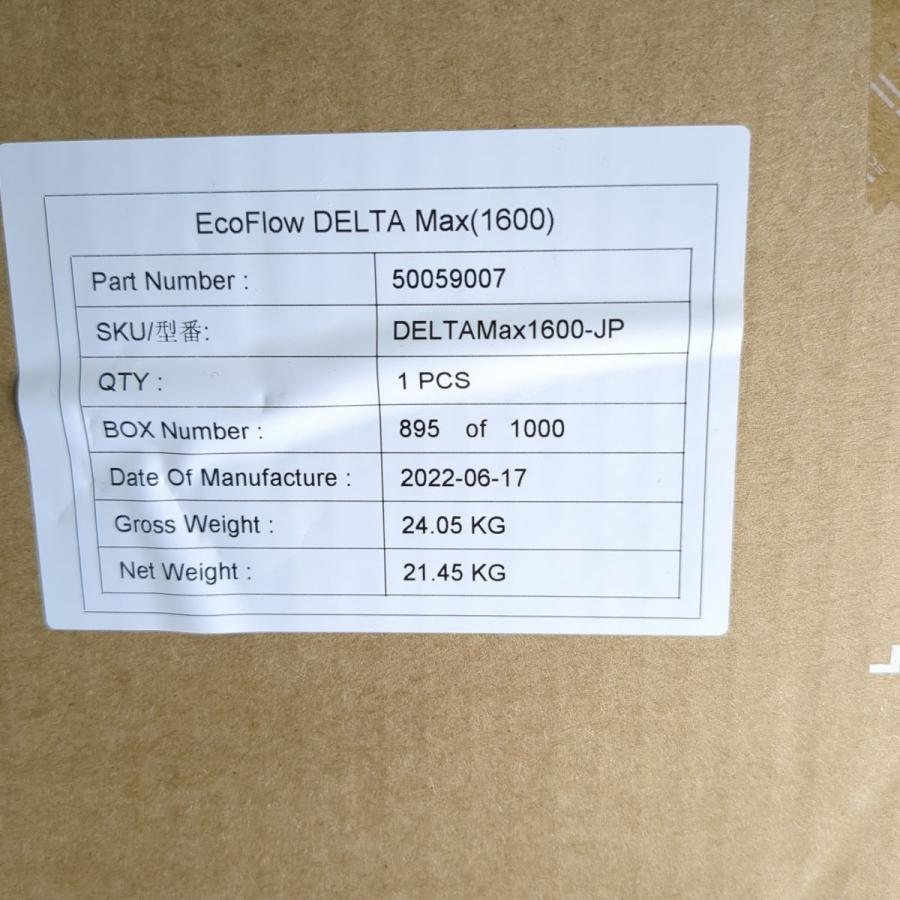 EcoFlow DELTA Max(1600)
Part Number : 50059007
SKU/型番: DELTAMax1600-JP
QTY : 1 PCS
BOX Number : 895 of 1000
Date Of Manufacture : 2022-06-17
Gross Weight : 24.05 KG
Net Weight : 21.45 KG